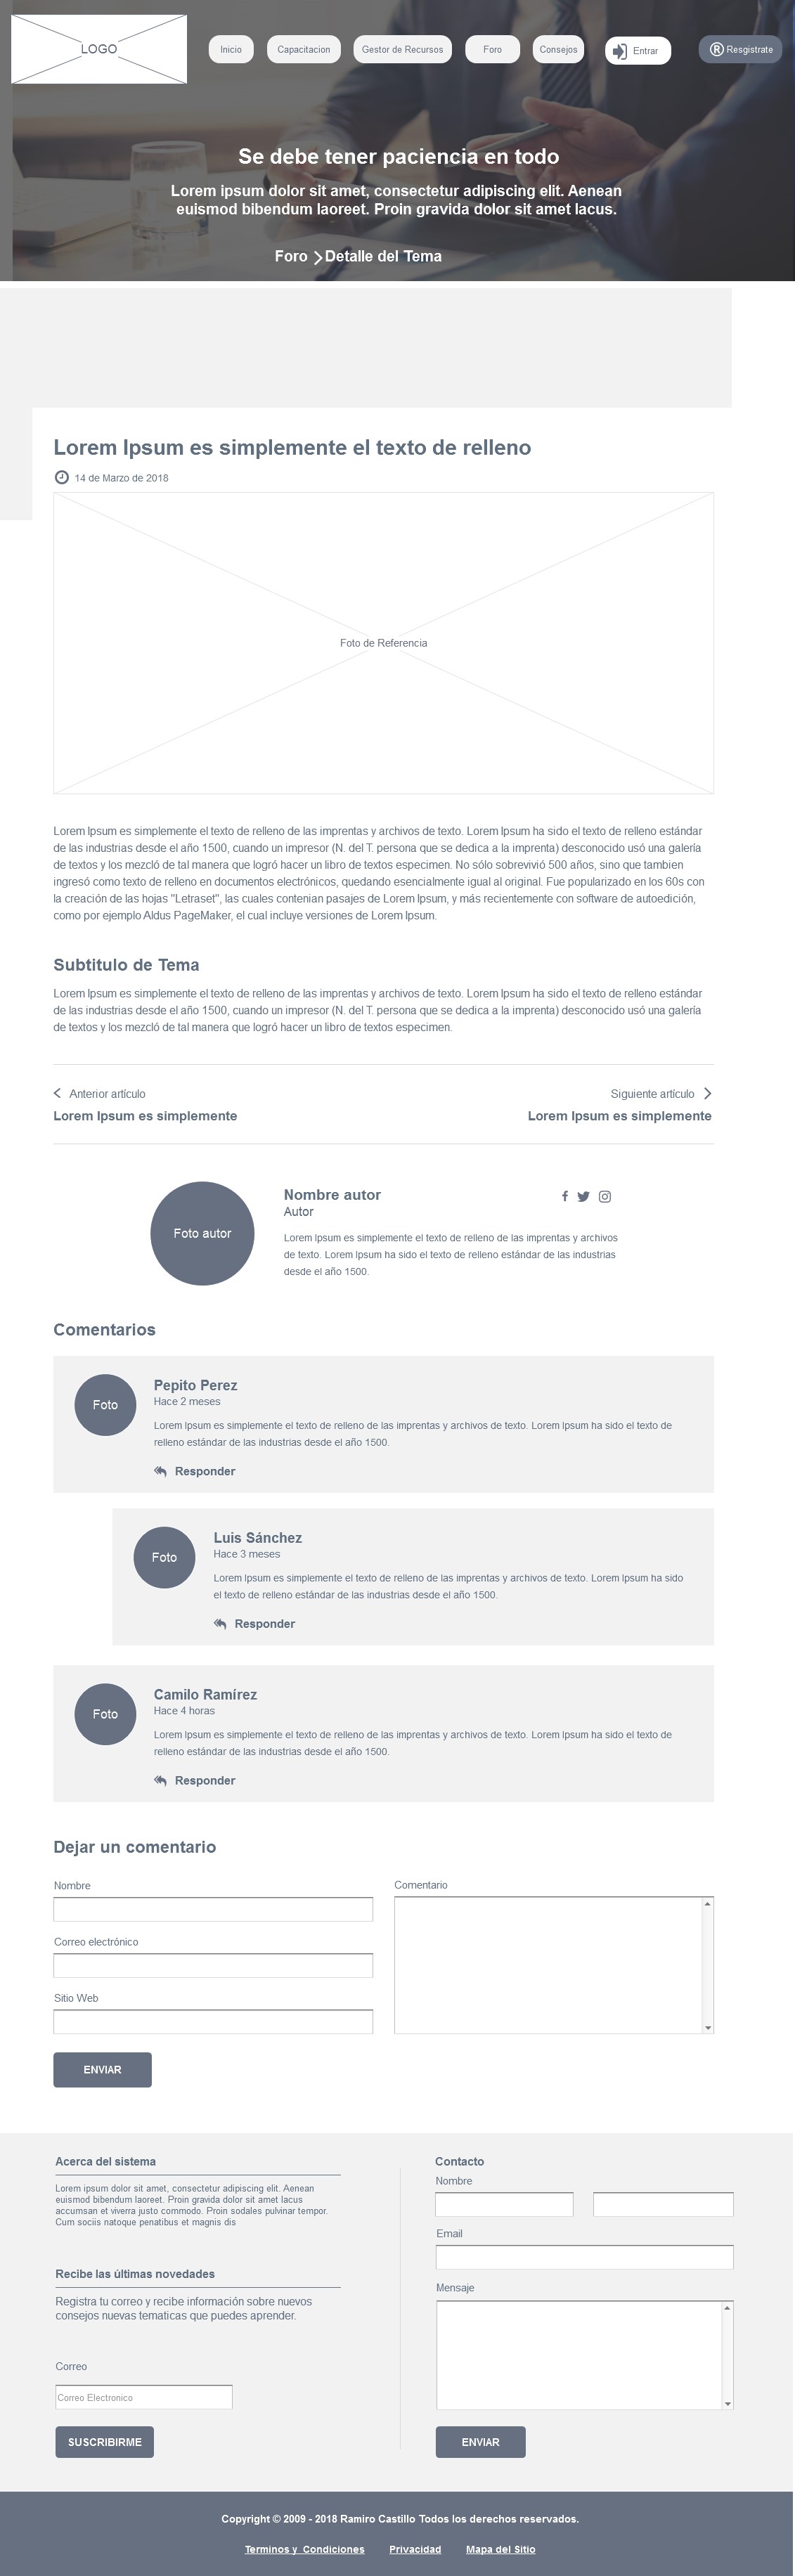 LOGO
Inicio
Capacitacion
Gestor de Recursos
Foro
Consejos
Entrar
® Resgistrate
Se debe tener paciencia en todo
Lorem ipsum dolor sit amet, consectetur adipiscing elit. Aenean
euismod bibendum laoreet. Proin gravida dolor sit amet lacus.
Foro > Detalle del Tema
Lorem Ipsum es simplemente el texto de relleno
14 de Marzo de 2018
Foto de Referencia
Lorem Ipsum es simplemente el texto de relleno de las imprentas y archivos de texto. Lorem Ipsum ha sido el texto de relleno estándar
de las industrias desde el año 1500, cuando un impresor (N. del T. persona que se dedica a la imprenta) desconocido usó una galería
de textos y los mezcló de tal manera que logró hacer un libro de textos especimen. No sólo sobrevivió 500 años, sino que tambien
ingresó como texto de relleno en documentos electrónicos, quedando esencialmente igual al original. Fue popularizado en los 60s con
la creación de las hojas "Letraset", las cuales contenian pasajes de Lorem Ipsum, y más recientemente con software de autoedición,
como por ejemplo Aldus PageMaker, el cual incluye versiones de Lorem Ipsum.
Subtitulo de Tema
Lorem Ipsum es simplemente el texto de relleno de las imprentas y archivos de texto. Lorem Ipsum ha sido el texto de relleno estándar
de las industrias desde el año 1500, cuando un impresor (N. del T. persona que se dedica a la imprenta) desconocido usó una galería
de textos y los mezcló de tal manera que logró hacer un libro de textos especimen.
Anterior artículo
Lorem Ipsum es simplemente
Siguiente artículo
Lorem Ipsum es simplemente
Foto autor
Nombre autor
Autor
Lorem Ipsum es simplemente el texto de relleno de las imprentas y archivos
de texto. Lorem Ipsum ha sido el texto de relleno estándar de las industrias
desde el año 1500.
Comentarios
Foto
Pepito Perez
Hace 2 meses
Lorem Ipsum es simplemente el texto de relleno de las imprentas y archivos de texto. Lorem Ipsum ha sido el texto de
relleno estándar de las industrias desde el año 1500.
Responder
Foto
Luis Sánchez
Hace 3 meses
Lorem Ipsum es simplemente el texto de relleno de las imprentas y archivos de texto. Lorem Ipsum ha sido
el texto de relleno estándar de las industrias desde el año 1500.
Responder
Foto
Camilo Ramírez
Hace 4 horas
Lorem Ipsum es simplemente el texto de relleno de las imprentas y archivos de texto. Lorem Ipsum ha sido el texto de
relleno estándar de las industrias desde el año 1500.
Responder
Dejar un comentario
Nombre
Correo electrónico
Sitio Web
Comentario
ENVIAR
Acerca del sistema
Lorem ipsum dolor sit amet, consectetur adipiscing elit. Aenean
euismod bibendum laoreet. Proin gravida dolor sit amet lacus
accumsan et viverra justo commodo. Proin sodales pulvinar tempor.
Cum sociis natoque penatibus et magnis dis
Recibe las últimas novedades
Registra tu correo y recibe información sobre nuevos
consejos nuevas tematicas que puedes aprender.
Correo
Correo Electronico
SUSCRIBIRME
Contacto
Nombre
Email
Mensaje
ENVIAR
Copyright © 2009 - 2018 Ramiro Castillo Todos los derechos reservados.
Terminos y Condiciones
Privacidad
Mapa del Sitio